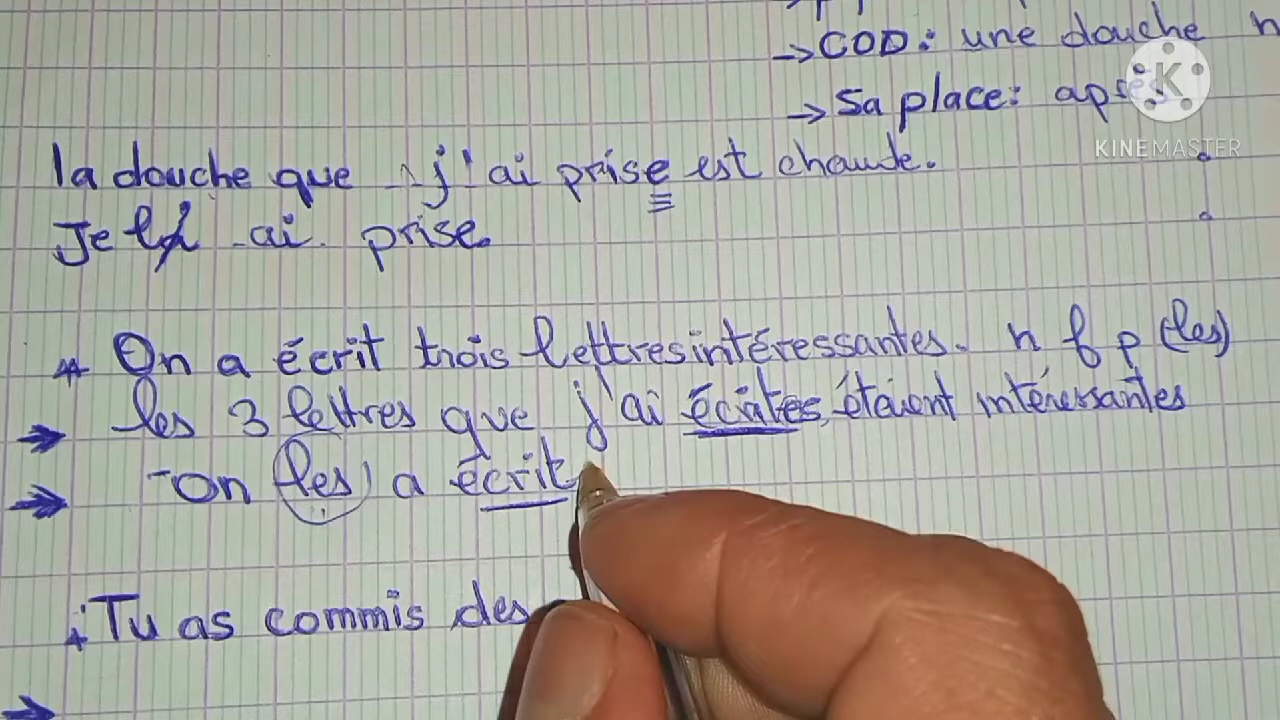 → COD: une douche n
→ Sa place: après
KINEMASTER
la douche que j'ai prise est chaude.
Je l' ai prise.
* On a écrit trois lettres intéressantes. n f p (les)
→ les 3 lettres que j'ai écrites, étaient intéressantes
→ -on (les) a écrit
Tu as commis des
→